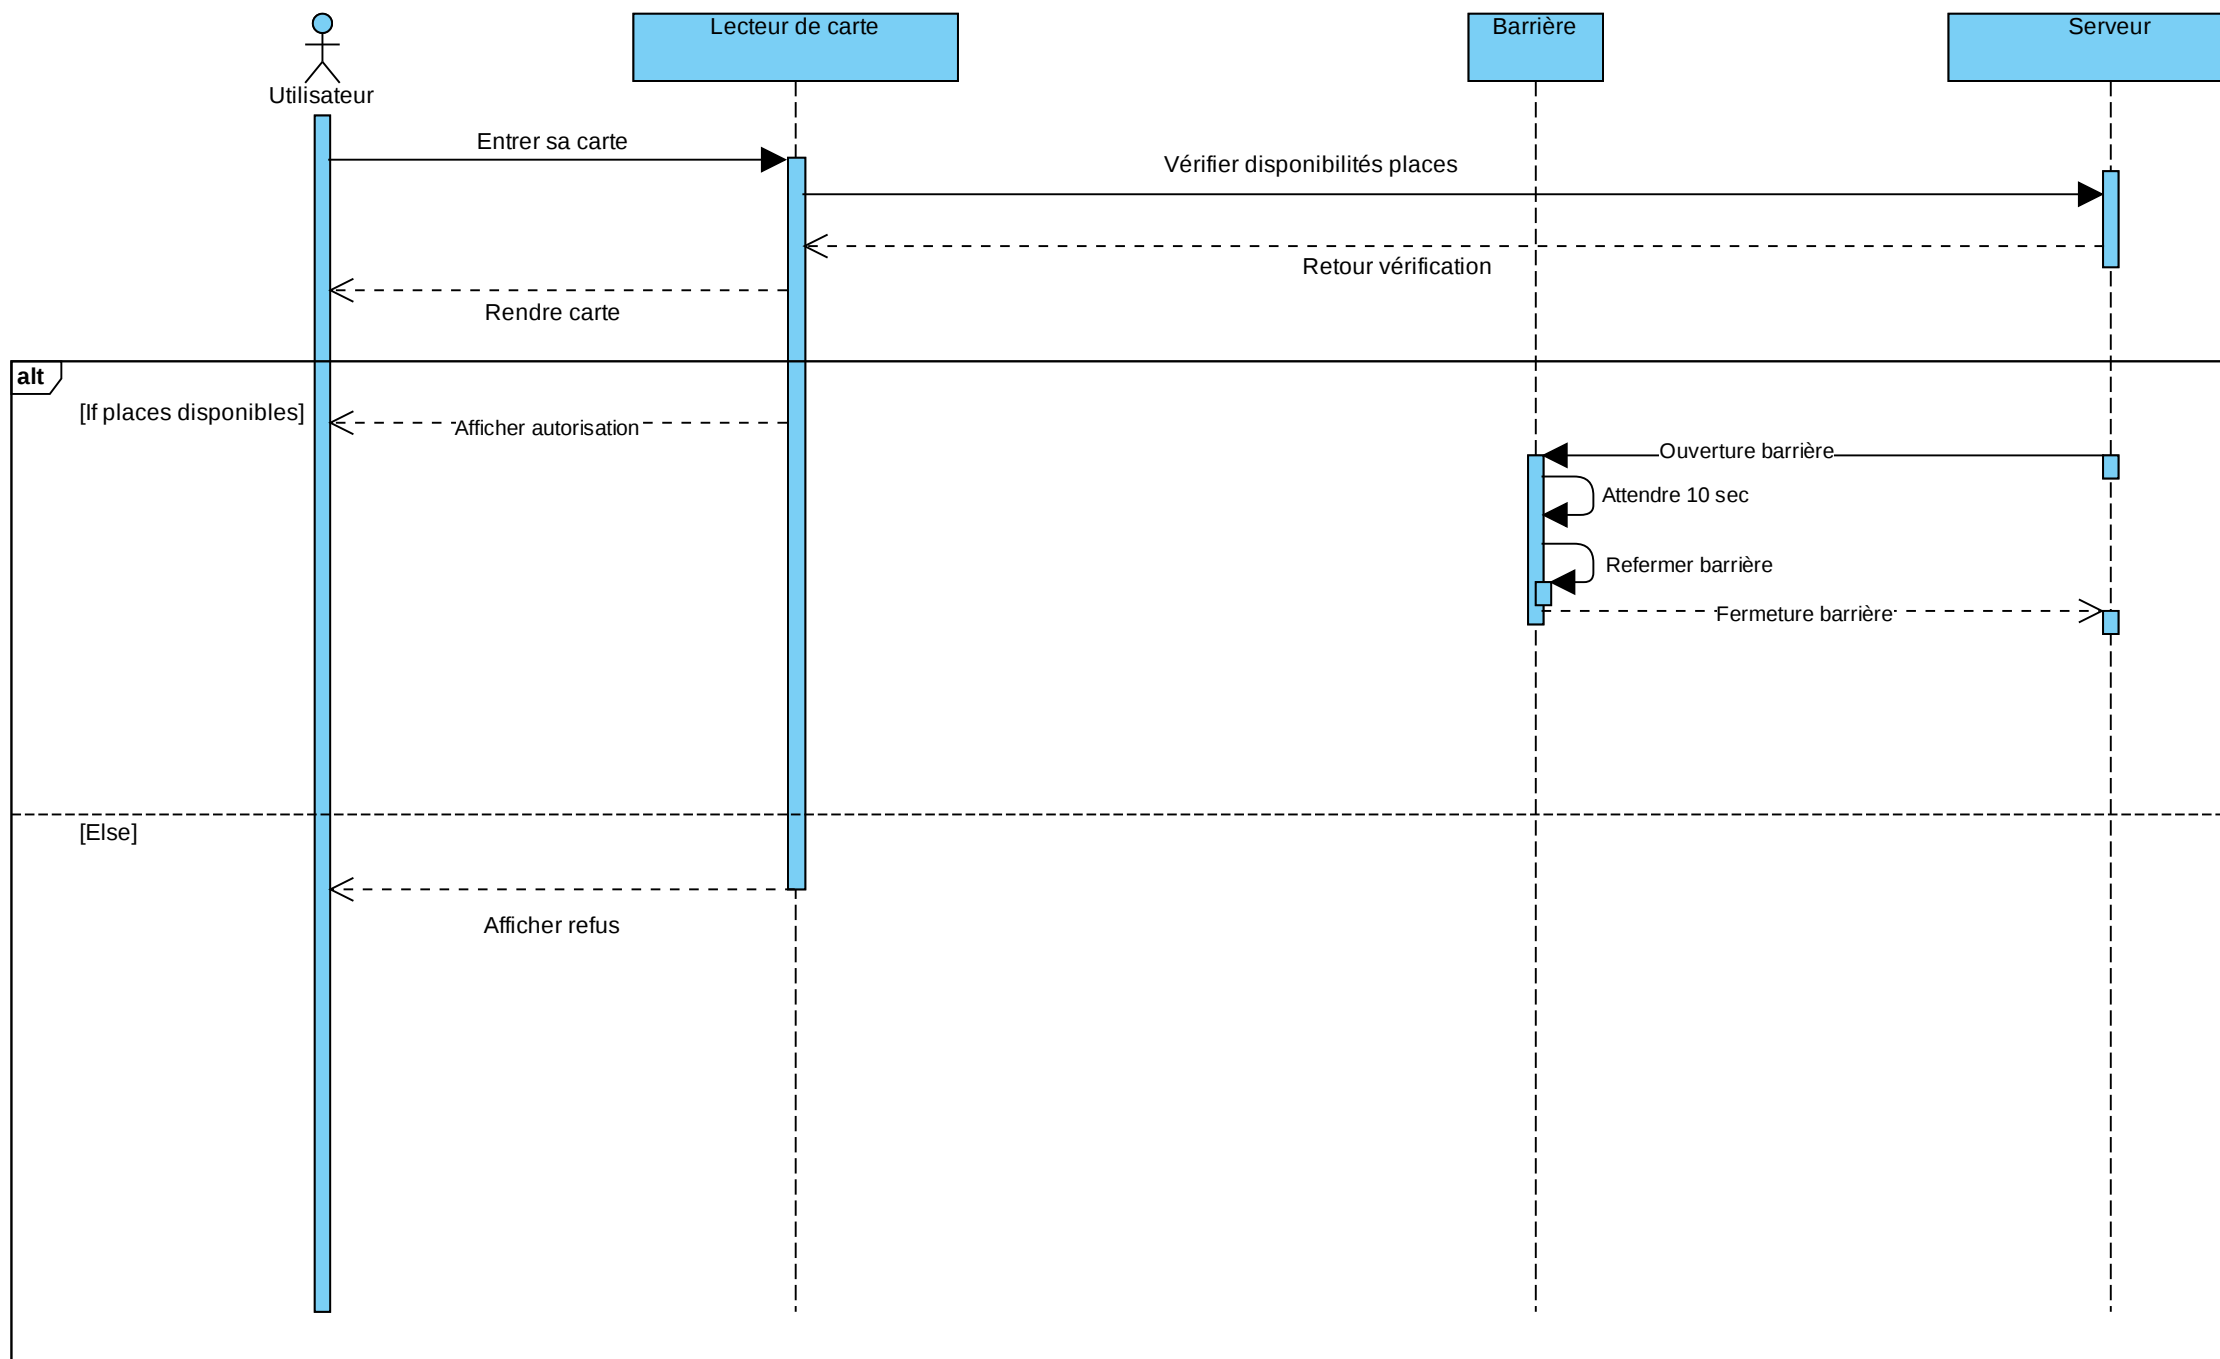 Lecteur de carte
Barrière
Serveur
Utilisateur
Entrer sa carte
Vérifier disponibilités places
Retour vérification
Rendre carte
alt
[If places disponibles]
Afficher autorisation
Ouverture barrière
Attendre 10 sec
Refermer barrière
Fermeture barrière
[Else]
Afficher refus